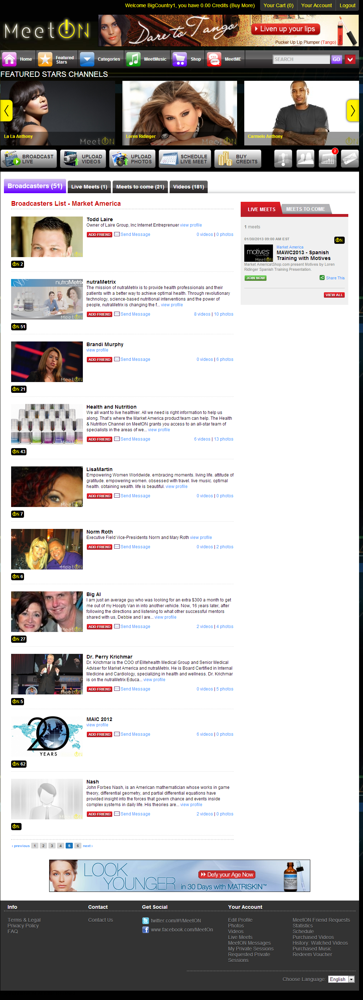 Welcome BigCountry1, you have 0.00 Credits (Buy More)
Your Cart (0)
Your Account
Logout
MeetON
Dare to Tango
Liven up your lips
Pucker Up Lip Plumper (Tango)
Home
Featured
Stars
Categories
MeetMusic
Shop
MeetME
SEARCH
GO
FEATURED STARS CHANNELS
La La Anthony
MeetON
Loren Ridinger
MeetON
Carmelo Anthony
ON
BROADCAST
LIVE
UPLOAD
VIDEOS
UPLOAD
PHOTOS
SCHEDULE
LIVE MEET
BUY
CREDITS
2
Broadcasters (51)
Live Meets (1)
Meets to come (21)
Videos (181)
Broadcasters List - Market America
Todd Laire
Owner of Laire Group, Inc Internet Entreprenuer view profile
ADD FRIEND Send Message 0 videos | 0 photos
MeetON
ON 2
nutraMetrix
nutraMetrix
The mission of nutraMetrix is to provide health professionals and their
patients with a better way to achieve optimal health. Through revolutionary
technology, science-based nutritional interventions and the power of
people, nutraMetrix is changing the f... view profile
ADD FRIEND Send Message 8 videos | 10 photos
MeetON
ON 51
Brandi Murphy
view profile
ADD FRIEND Send Message 0 videos | 6 photos
MeetON
ON 21
Health and Nutrition
We all want to live healthier. All we need is right information to help us
along. That's where the Market America product team can help. The Health
& Nutrition Channel on MeetON grants you access to an all-star team of
specialists in the areas of we... view profile
ADD FRIEND Send Message 6 videos | 13 photos
MeetON
ON 43
LisaMartin
Empowering Women Worldwide. embracing moments. living life. attitude of
gratitude. empowering women. obsessed with travel. live music. optimal
health. obtaining wealth. life is beautiful. view profile
ADD FRIEND Send Message 0 videos | 0 photos
MeetON
ON 7
Norm Roth
Executive Field Vice-Presidents Norm and Mary Roth view profile
ADD FRIEND Send Message 0 videos | 2 photos
MeetON
ON 6
Big Al
I am just an average guy who was looking for an extra $300 a month to get
me out of my Hoopty Van in into another vehicle. Now, 16 years later, after
following the directions and listening to what other successful mentors
shared with us, Debbie and I are... view profile
ADD FRIEND Send Message 2 videos | 4 photos
MeetON
ON 27
Dr. Perry Krichmar
Dr. Krichmar is the COO of Elitehealth Medical Group and Senior Medical
Adviser for Market America and nutraMetrix. He is Board Certified in Internal
Medicine and Cardiology, specializing in health and wellness. Dr. Krichmar
is on the nutraMetrix Educa... view profile
ADD FRIEND Send Message 0 videos | 5 photos
MeetON
ON 5
MAIC 2012
view profile
ADD FRIEND Send Message 6 videos | 0 photos
20
YEARS
ON
ON 62
Nash
John Forbes Nash, is an American mathematician whose works in game
theory, differential geometry, and partial differential equations have
provided insight into the forces that govern chance and events inside
complex systems in daily life. His theories are... view profile
ADD FRIEND Send Message 2 videos | 0 photos
MeetON
ON
‹ previous 1 2 3 4 5 6 next ›
LIVE MEETS
MEETS TO COME
1 meets
01/30/2013 09:00 AM EST
ON
motives
by loren ridinger
MeetON
Market America
MAWC2013 - Spanish
Training with Motives
Market America\Shop.com present Motives by Loren
Ridinger Spanish Training Presentation.
JOIN NOW
Share This
VIEW ALL
LOOK
YOUNGER in 30 Days with MATRISKIN™
Defy your Age Now
MATRISKIN
Info
Terms & Legal
Privacy Policy
FAQ
Contact
Contact Us
Get Social
twitter.com/#!/MeetON
www.facebook.com/MeetOn
Your Account
Edit Profile
Photos
Videos
Live Meets
MeetON Messages
My Private Sessions
Requested Private
Sessions
MeetON Friend Requests
Statistics
Schedule
Purchased Videos
History: Watched Videos
Purchased Music
Redeem Voucher
Choose Language: English